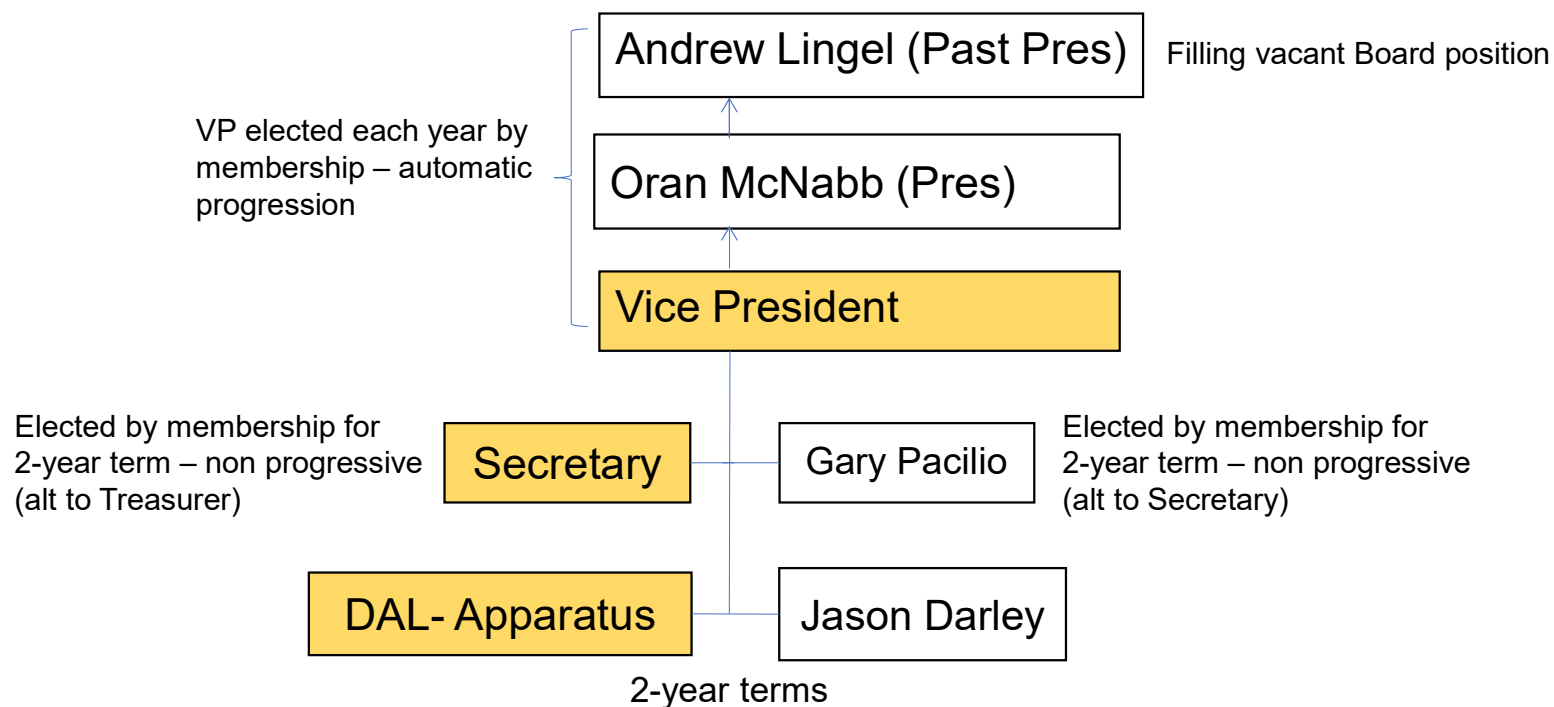 Andrew Lingel (Past Pres)
Filling vacant Board position
VP elected each year by
membership – automatic
progression
Oran McNabb (Pres)
Vice President
Elected by membership for
2-year term – non progressive
(alt to Treasurer)
Secretary
Gary Pacilio
Elected by membership for
2-year term – non progressive
(alt to Secretary)
DAL- Apparatus
Jason Darley
2-year terms